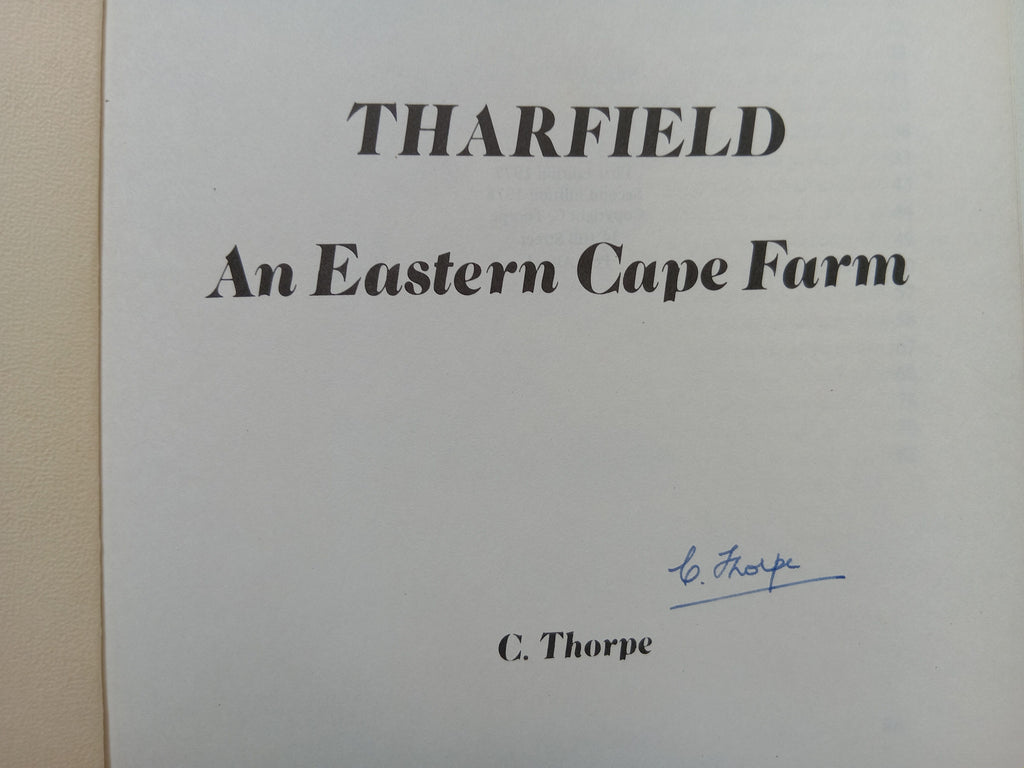 THARFIELD
An Eastern Cape Farm
C. Thorpe
C. Thorpe